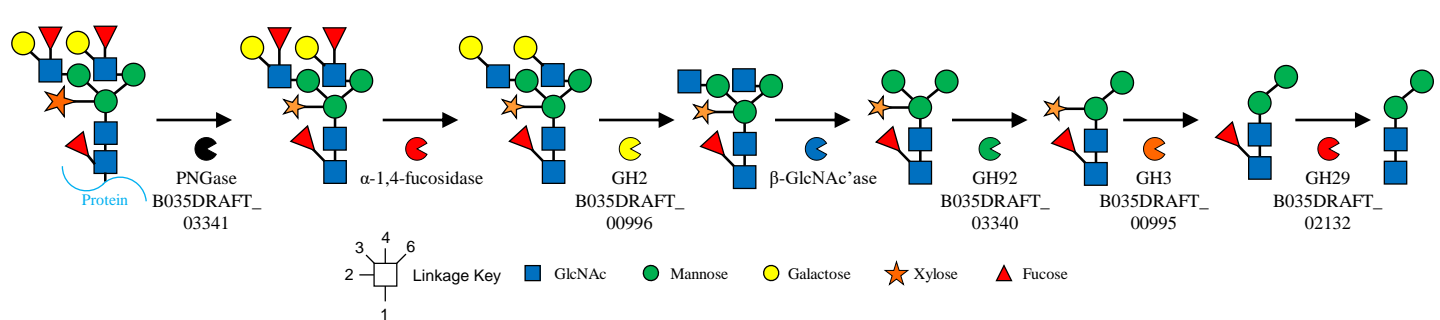 Protein
PNGase
B035DRAFT_
03341
α-1,4-fucosidase
GH2
B035DRAFT_
00996
β-GlcNAc'ase
GH92
B035DRAFT_
03340
GH3
B035DRAFT_
00995
GH29
B035DRAFT_
02132
3 4 6
2
1
Linkage Key
GlcNAc
Mannose
Galactose
Xylose
Fucose